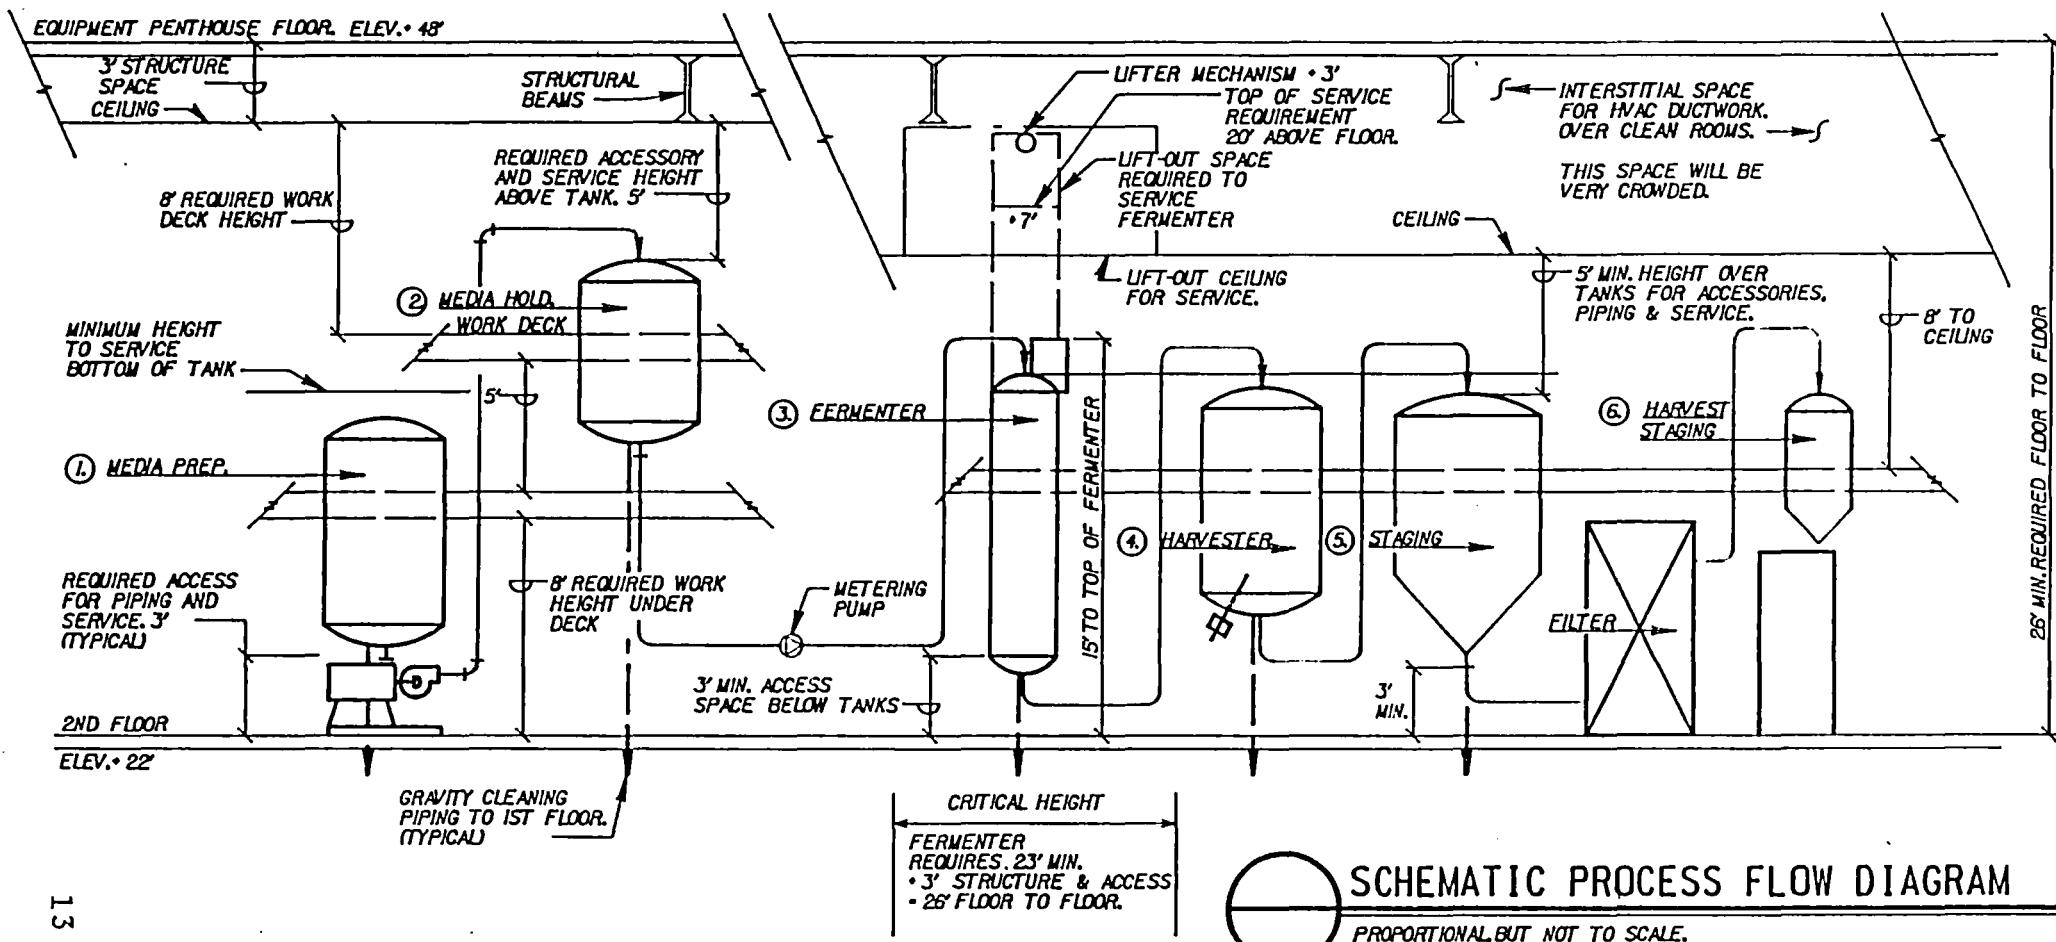 EQUIPMENT PENTHOUSE FLOOR. ELEV.+ 48'
3' STRUCTURE
SPACE
CEILING
STRUCTURAL
BEAMS
LIFTER MECHANISM + 3'
TOP OF SERVICE
REQUIREMENT
20' ABOVE FLOOR.
INTERSTITIAL SPACE
FOR HVAC DUCTWORK.
OVER CLEAN ROOMS.
THIS SPACE WILL BE
VERY CROWDED.
8' REQUIRED WORK
DECK HEIGHT
REQUIRED ACCESSORY
AND SERVICE HEIGHT
ABOVE TANK. 5'
LIFT-OUT SPACE
REQUIRED TO
SERVICE
FERMENTER
+7'
CEILING
LIFT-OUT CEILING
FOR SERVICE.
5' MIN. HEIGHT OVER
TANKS FOR ACCESSORIES,
PIPING & SERVICE.
8' TO
CEILING
2 MEDIA HOLD.
WORK DECK
MINIMUM HEIGHT
TO SERVICE
BOTTOM OF TANK
5'
3. FERMENTER
6. HARVEST
STAGING
1. MEDIA PREP.
15' TO TOP OF FERMENTER
26' MIN. REQUIRED FLOOR TO FLOOR
4. HARVESTER
5. STAGING
REQUIRED ACCESS
FOR PIPING AND
SERVICE. 3'
(TYPICAL)
8' REQUIRED WORK
HEIGHT UNDER
DECK
METERING
PUMP
FILTER
3' MIN. ACCESS
SPACE BELOW TANKS
3'
MIN.
2ND FLOOR
ELEV.+ 22'
GRAVITY CLEANING
PIPING TO 1ST FLOOR.
(TYPICAL)
CRITICAL HEIGHT
FERMENTER
REQUIRES. 23' MIN.
+ 3' STRUCTURE & ACCESS
- 26' FLOOR TO FLOOR.
SCHEMATIC PROCESS FLOW DIAGRAM
PROPORTIONAL, BUT NOT TO SCALE.
13